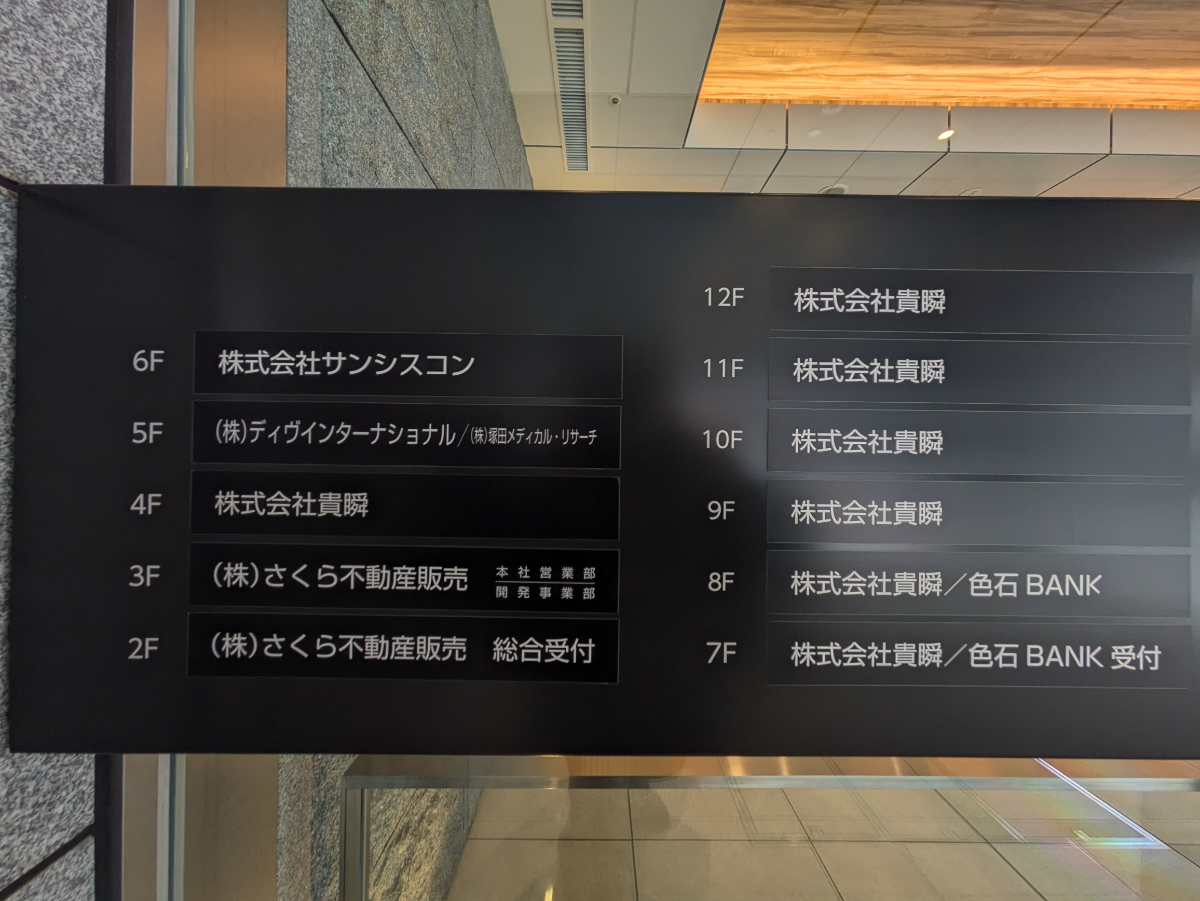 6F 株式会社サンシスコン
5F (株)ディヴインターナショナル/(株)塚田メディカル・リサーチ
4F 株式会社貴瞬
3F (株)さくら不動産販売 本社営業部
開発事業部
2F (株)さくら不動産販売 総合受付
12F 株式会社貴瞬
11F 株式会社貴瞬
10F 株式会社貴瞬
9F 株式会社貴瞬
8F 株式会社貴瞬／色石 BANK
7F 株式会社貴瞬／色石 BANK 受付